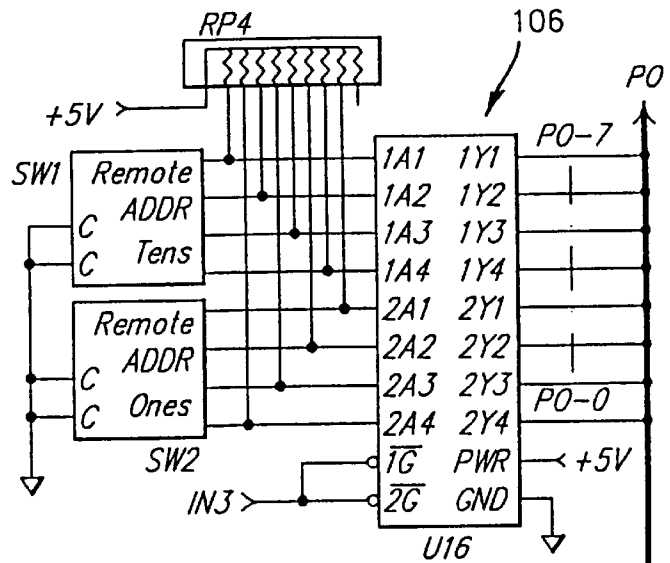 RP4
106
PO
+5V
PO-7
SW1
Remote
ADDR
Tens
C
C
1A1 1Y1
1A2 1Y2
1A3 1Y3
1A4 1Y4
2A1 2Y1
2A2 2Y2
2A3 2Y3
2A4 2Y4
1G PWR
2G GND
Remote
ADDR
Ones
C
C
SW2
PO-0
+5V
IN3
U16